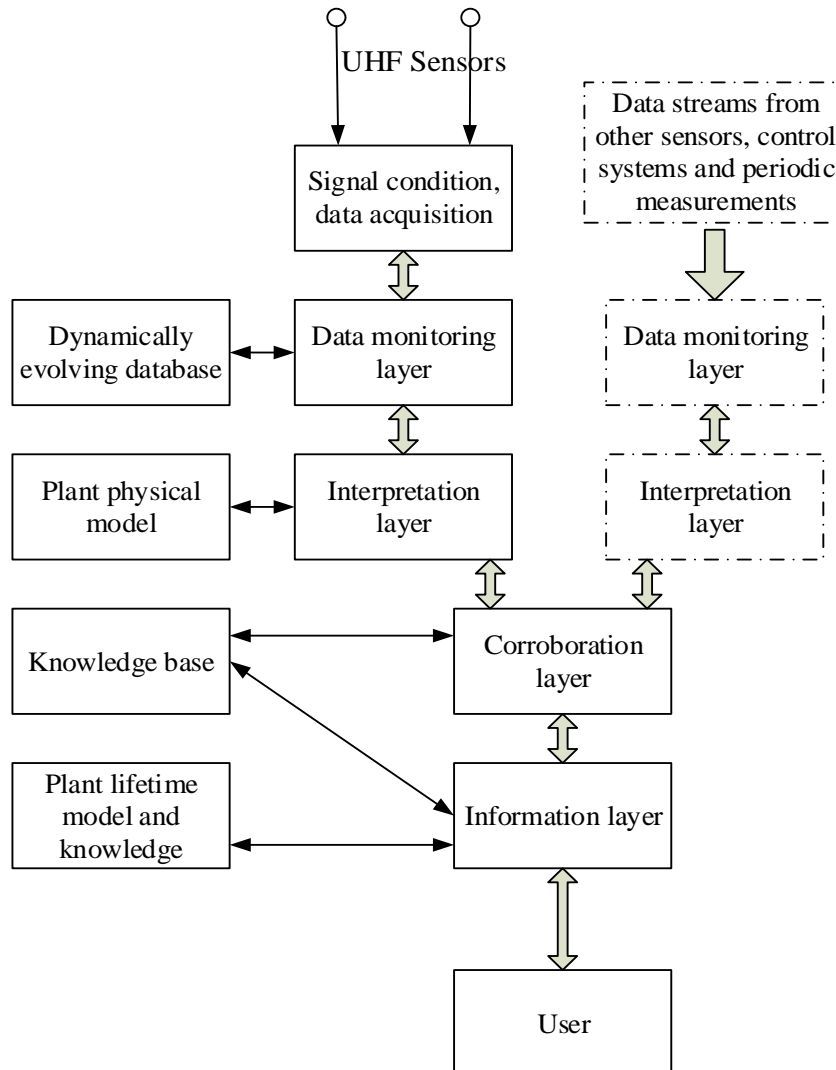 UHF Sensors
Data streams from
other sensors, control
systems and periodic
measurements
Signal condition,
data acquisition
Dynamically
evolving database
Data monitoring
layer
Data monitoring
layer
Plant physical
model
Interpretation
layer
Interpretation
layer
Knowledge base
Corroboration
layer
Plant lifetime
model and
knowledge
Information layer
User